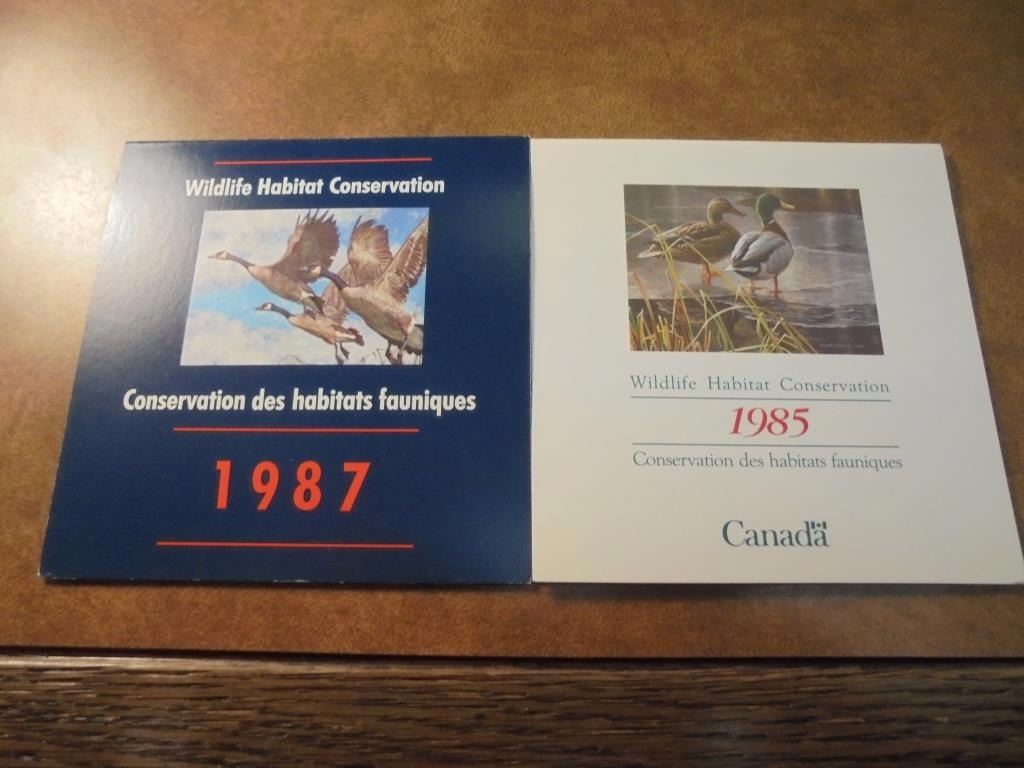 Wildlife Habitat Conservation
Conservation des habitats fauniques
1987
Wildlife Habitat Conservation
1985
Conservation des habitats fauniques
Canada